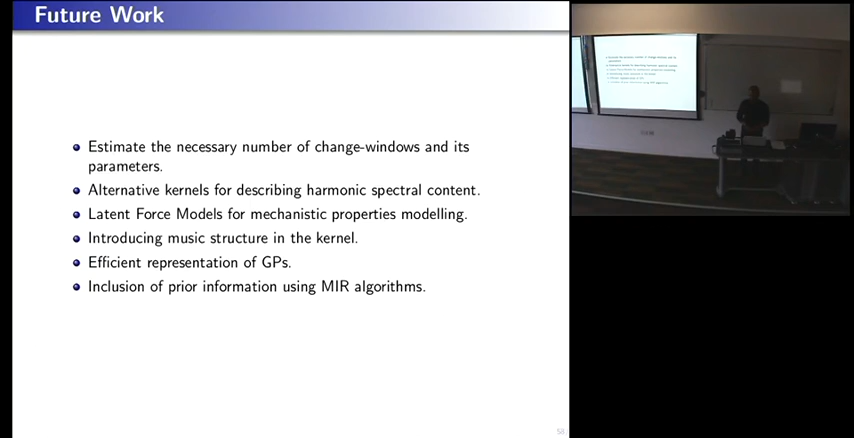 Future Work
Estimate the necessary number of change-windows and its
parameters.
Alternative kernels for describing harmonic spectral content.
Latent Force Models for mechanistic properties modelling.
Introducing music structure in the kernel.
Efficient representation of GPs.
Inclusion of prior information using MIR algorithms.
58